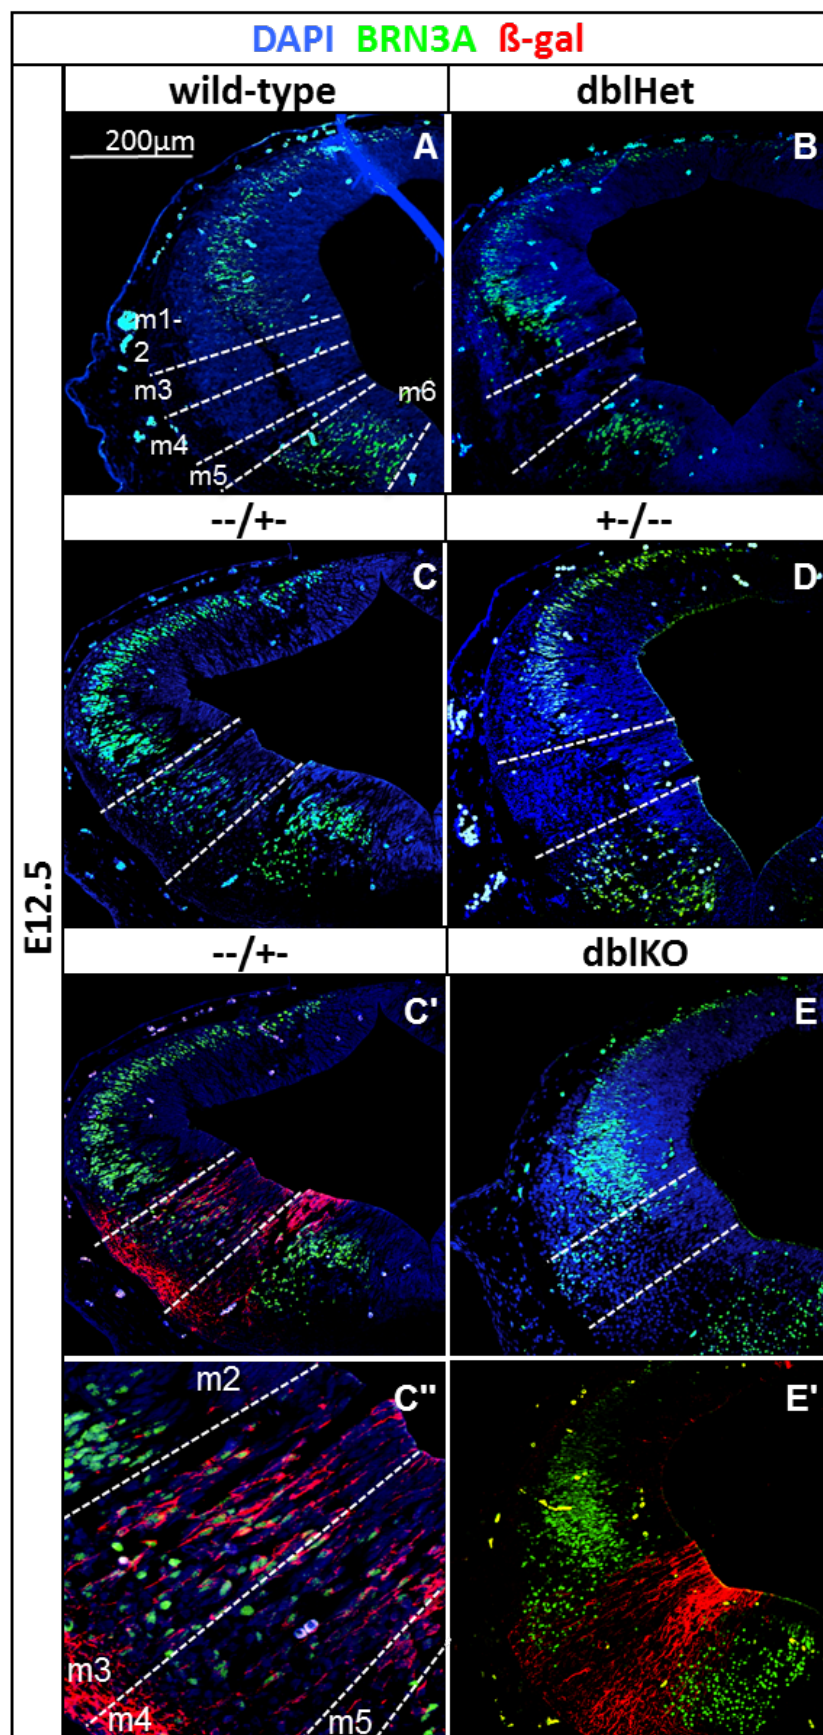 DAPI BRN3A ß-gal
wild-type dblHet
200µm
A
B
m1-
2
m3
m4
m5
m6
--/+- +-/--
C
D
E12.5
--/+- dblKO
C'
E
m2
C"
E'
m3
m4
m5